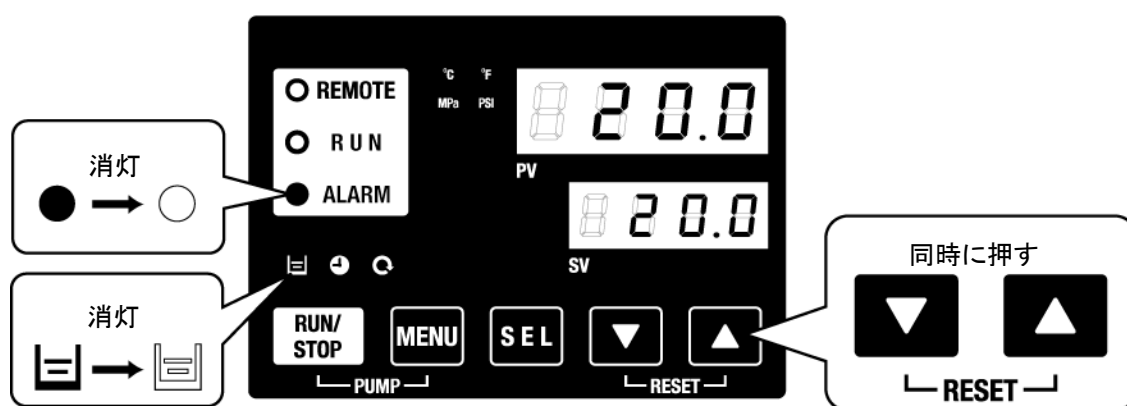 REMOTE
RUN
ALARM
°C °F
MPa PSI
20.0
PV
20.0
SV
消灯
消灯
RUN/
STOP
MENU
SEL
PUMP
RESET
同時に押す
RESET